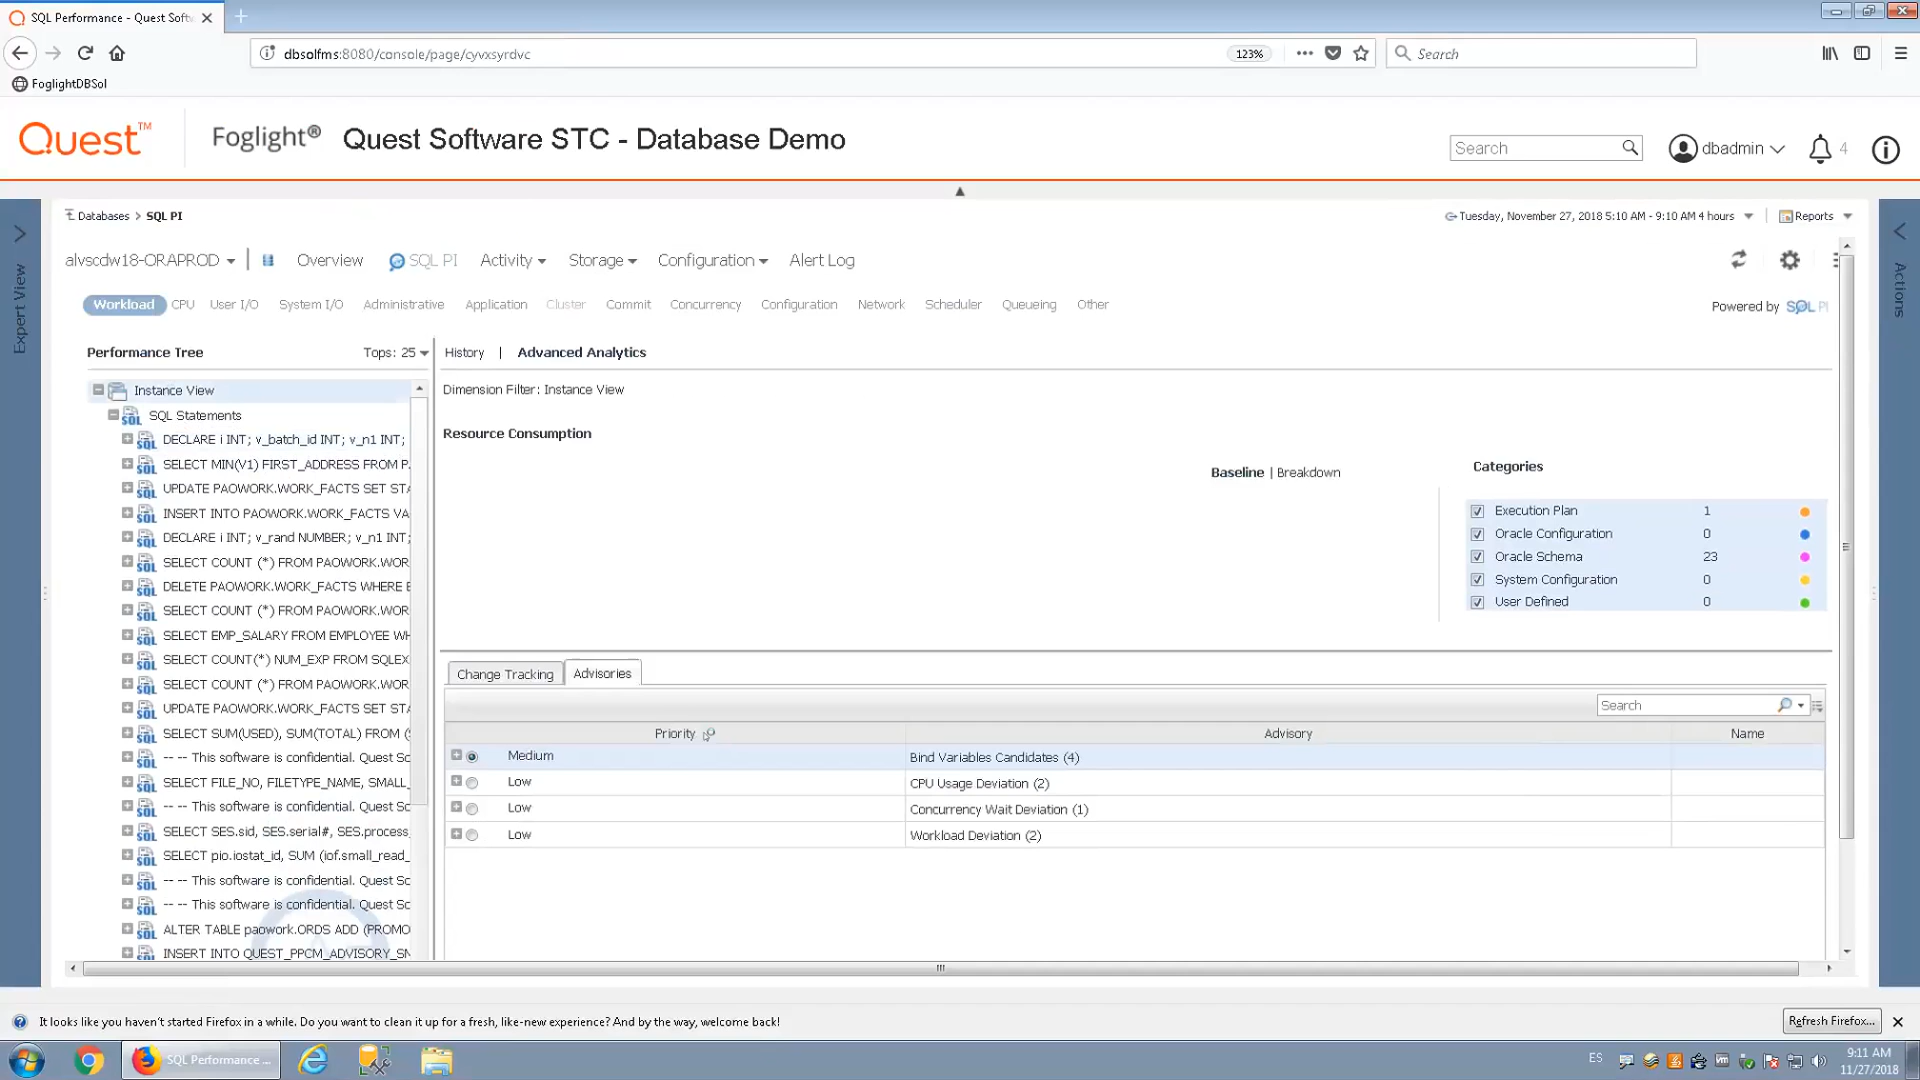 SQL Performance - Quest Softw
dbsolfms:8080/console/page/cyvxsyrdvc
123%
Search
FoglightDBSol
Quest™
Foglight®
Quest Software STC - Database Demo
Search
dbadmin
4
Databases > SQL PI
Tuesday, November 27, 2018 5:10 AM - 9:10 AM 4 hours
Reports
Expert View
Actions
alvscdw18-ORAPROD
Overview
SQL PI
Activity
Storage
Configuration
Alert Log
Workload
CPU
User I/O
System I/O
Administrative
Application
Cluster
Commit
Concurrency
Configuration
Network
Scheduler
Queueing
Other
Powered by SQL PI
Performance Tree
Tops: 25
History | Advanced Analytics
Dimension Filter: Instance View
Resource Consumption
Baseline | Breakdown
Categories
Execution Plan 1
Oracle Configuration 0
Oracle Schema 23
System Configuration 0
User Defined 0
Instance View
SQL Statements
DECLARE i INT; v_batch_id INT; v_n1 INT;
SELECT MIN(V1) FIRST_ADDRESS FROM P.
UPDATE PAOWORK.WORK_FACTS SET STA
INSERT INTO PAOWORK.WORK_FACTS VA
DECLARE i INT; v_rand NUMBER; v_n1 INT;
SELECT COUNT (*) FROM PAOWORK.WOR
DELETE PAOWORK.WORK_FACTS WHERE E
SELECT COUNT (*) FROM PAOWORK.WOR
SELECT EMP_SALARY FROM EMPLOYEE WH
SELECT COUNT(*) NUM_EXP FROM SQLEX
SELECT COUNT (*) FROM PAOWORK.WOR
UPDATE PAOWORK.WORK_FACTS SET STA
SELECT SUM(USED), SUM(TOTAL) FROM (
-- -- This software is confidential. Quest Sc
SELECT FILE_NO, FILETYPE_NAME, SMALL_
-- -- This software is confidential. Quest Sc
SELECT SES.sid, SES.serial#, SES.process,
SELECT pio.iostat_id, SUM (iof.small_read_
-- -- This software is confidential. Quest Sc
-- -- This software is confidential. Quest Sc
ALTER TABLE paowork.ORDS ADD (PROMO
INSERT INTO QUEST_PPCM_ADVISORY_SN
Change Tracking
Advisories
Search
Priority
Advisory
Name
Medium
Bind Variables Candidates (4)
Low
CPU Usage Deviation (2)
Low
Concurrency Wait Deviation (1)
Low
Workload Deviation (2)
It looks like you haven't started Firefox in a while. Do you want to clean it up for a fresh, like-new experience? And by the way, welcome back!
Refresh Firefox...
SQL Performance ...
ES
9:11 AM
11/27/2018